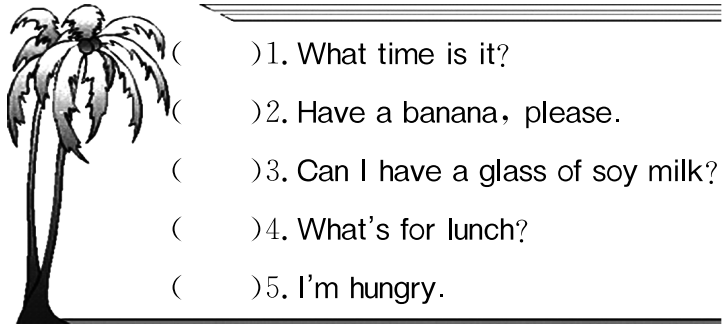 (　　)1. What time is it?
(　　)2. Have a banana, please.
(　　)3. Can I have a glass of soy milk?
(　　)4. What's for lunch?
(　　)5. I'm hungry.